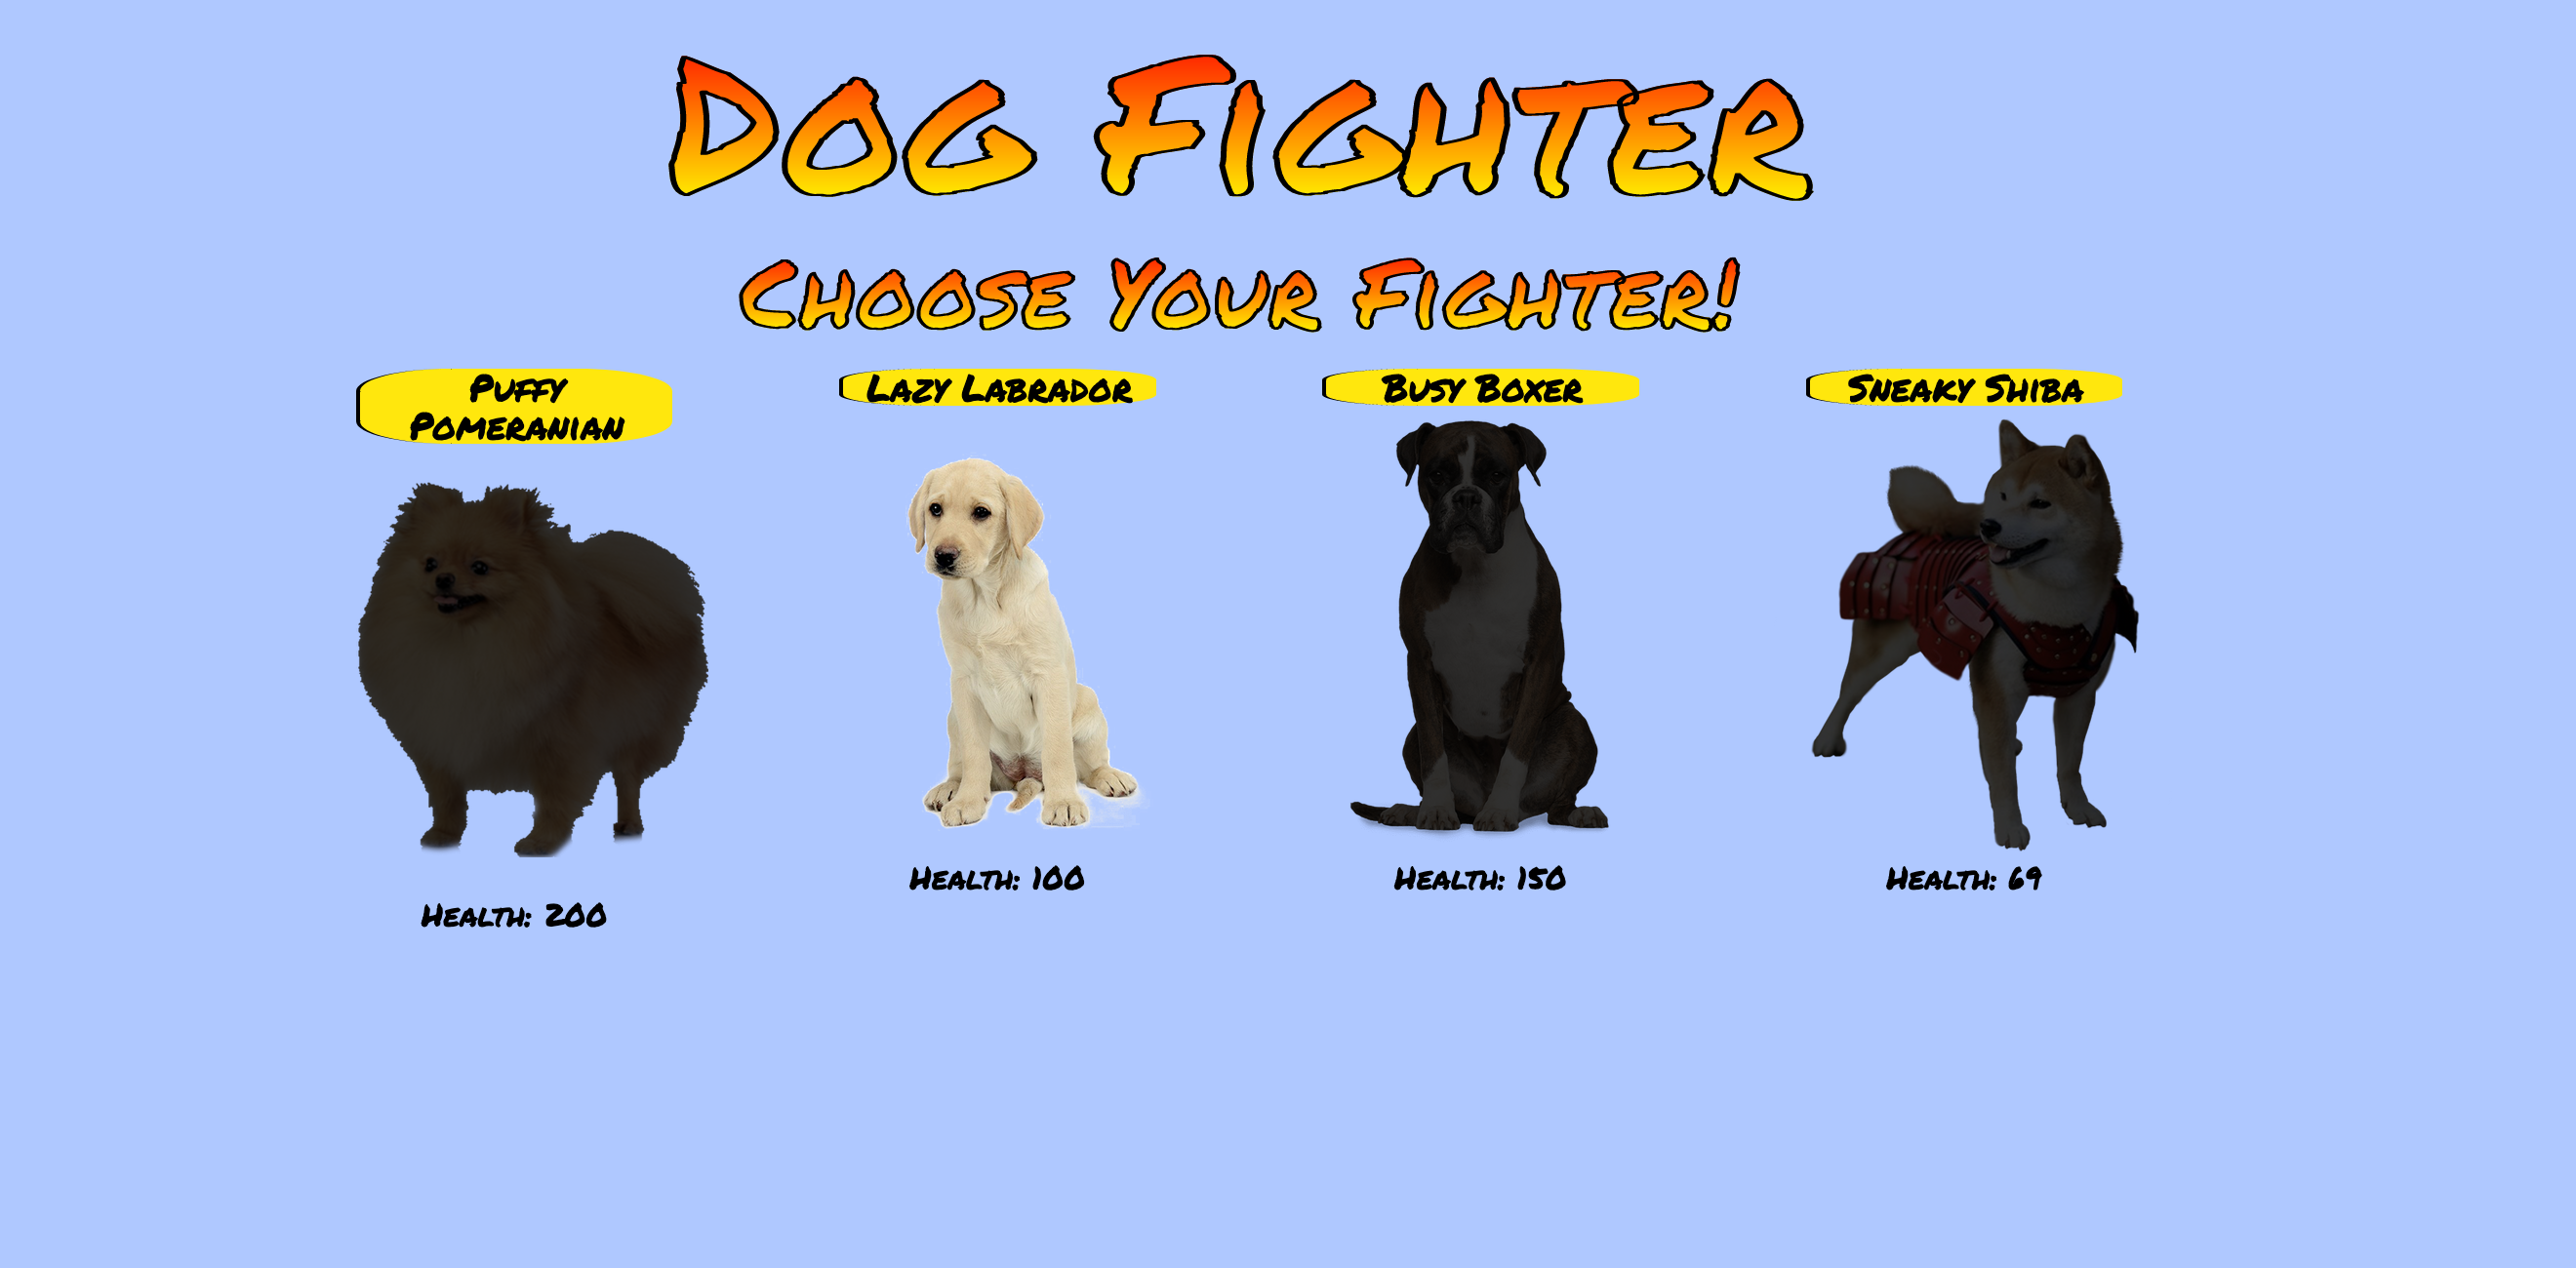 Dog Fighter
Choose Your Fighter!
Puffy
Pomeranian
Lazy Labrador
Busy Boxer
Sneaky Shiba
Health: 200
Health: 100
Health: 150
Health: 69